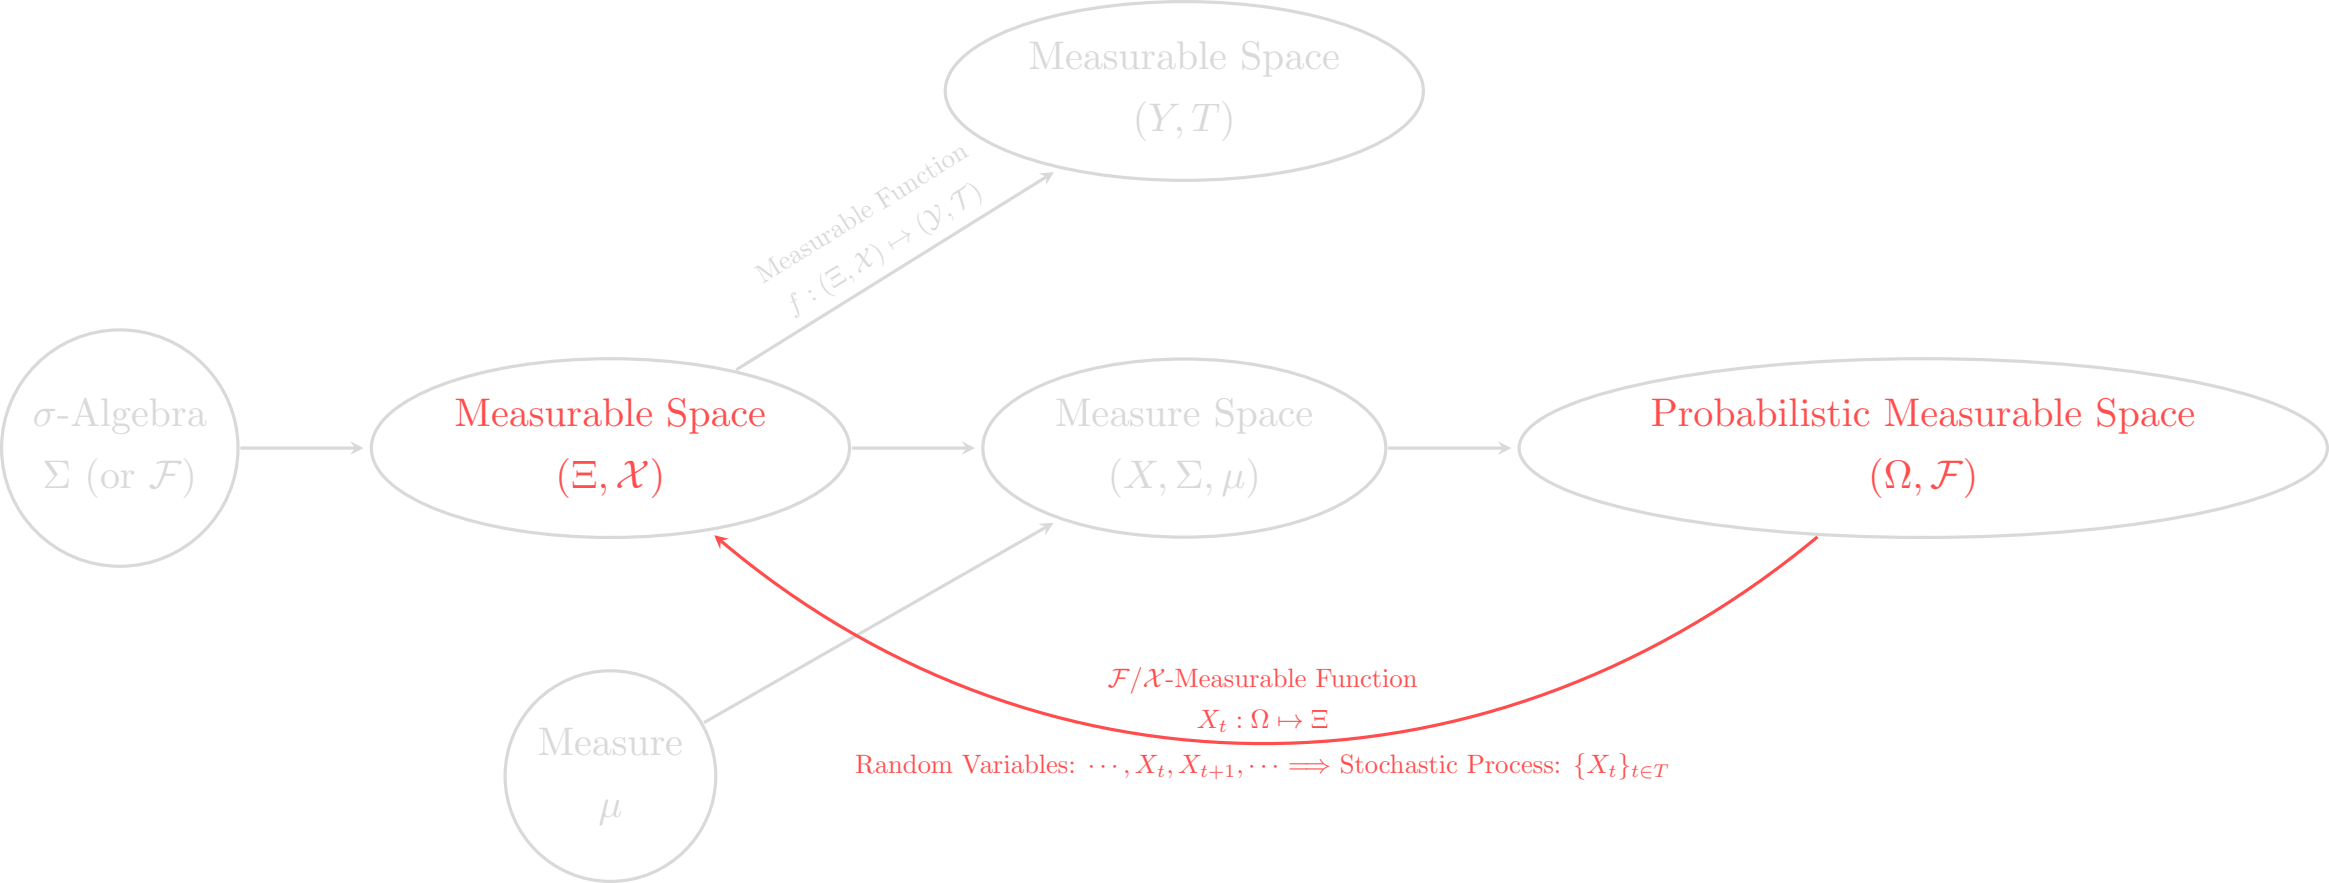 Measurable Space
(Y, T)
Measurable Function
f : (Ξ, 𝒳) ↦ (𝒴, 𝒯)
σ-Algebra
Σ (or ℱ)
Measurable Space
(Ξ, 𝒳)
Measure Space
(X, Σ, μ)
Probabilistic Measurable Space
(Ω, ℱ)
ℱ/𝒳-Measurable Function
X_t : Ω ↦ Ξ
Random Variables: ⋯, X_t, X_{t+1}, ⋯ ⟹ Stochastic Process: {X_t}_{t∈T}
Measure
μ